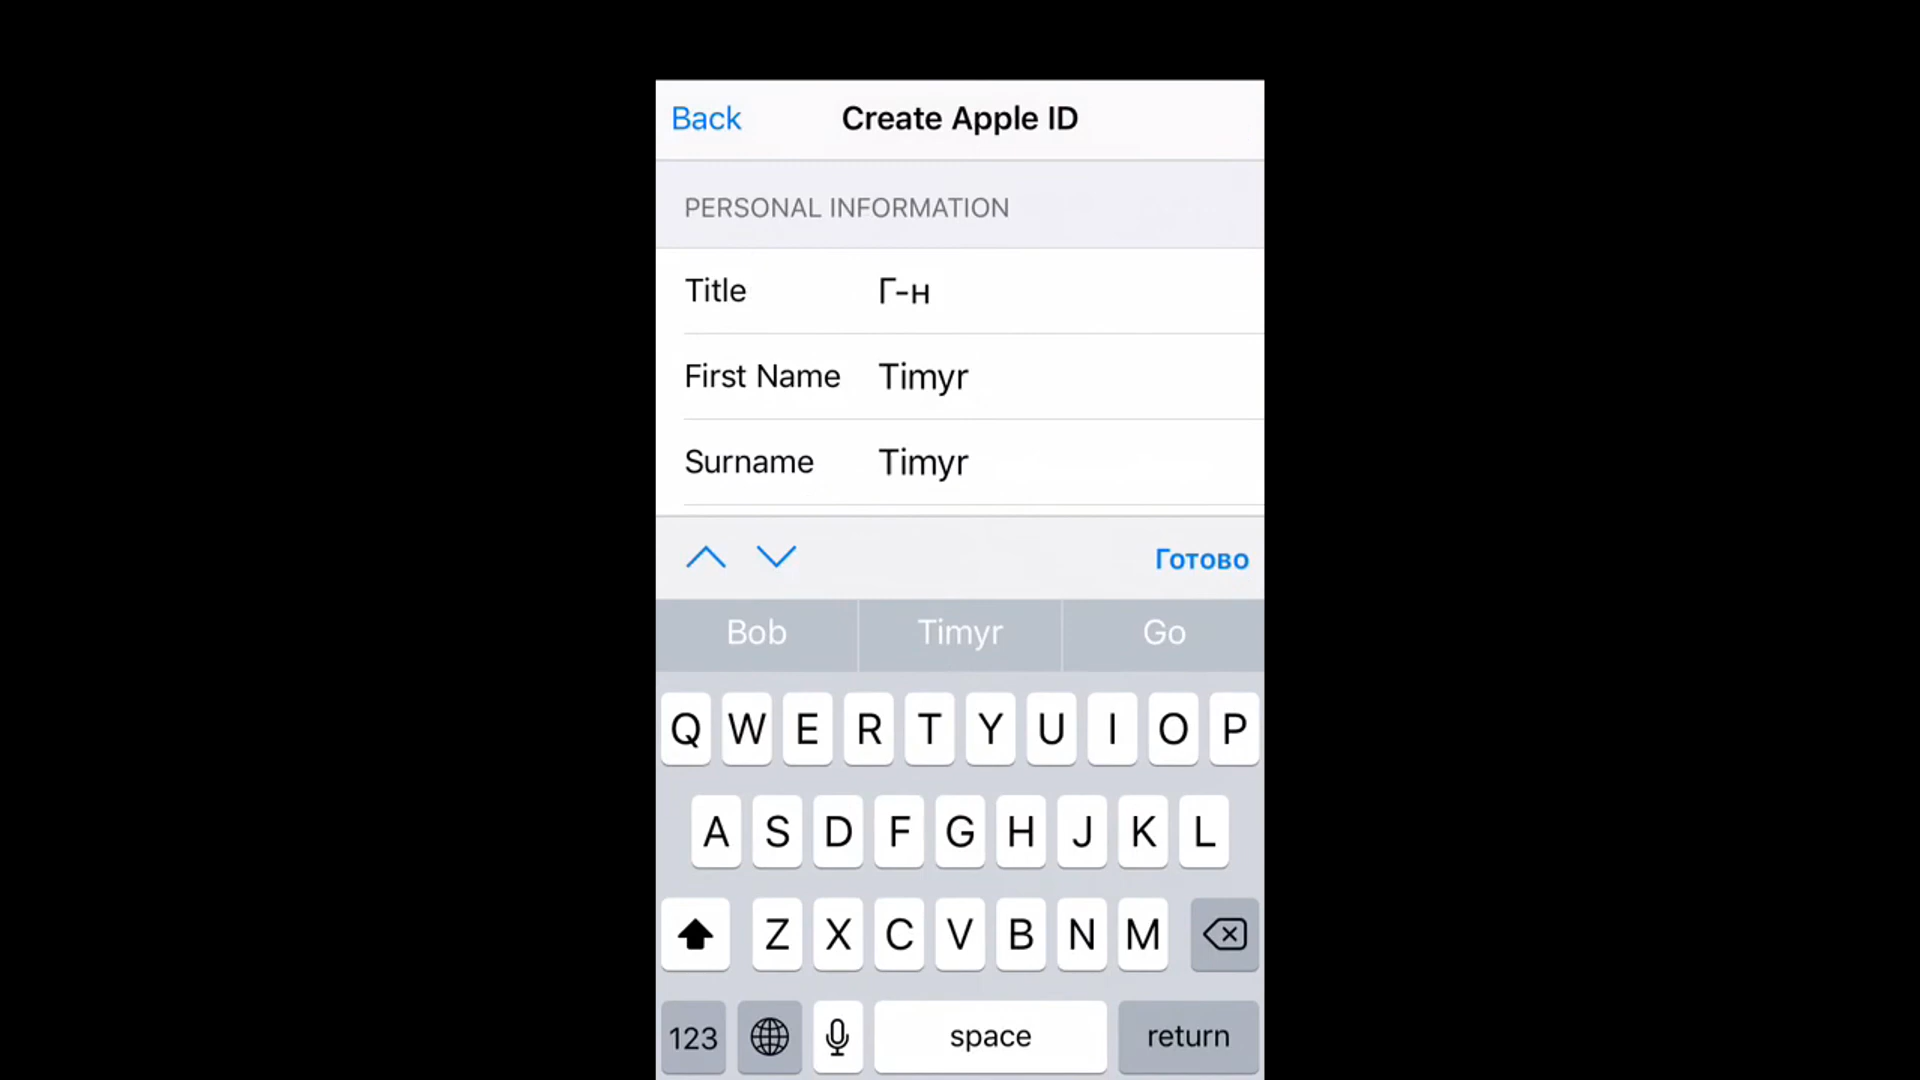 Back Create Apple ID
PERSONAL INFORMATION
Title Г-н
First Name Timyr
Surname Timyr
Готово
Bob Timyr Go
Q W E R T Y U I O P
A S D F G H J K L
Z X C V B N M
123 space return